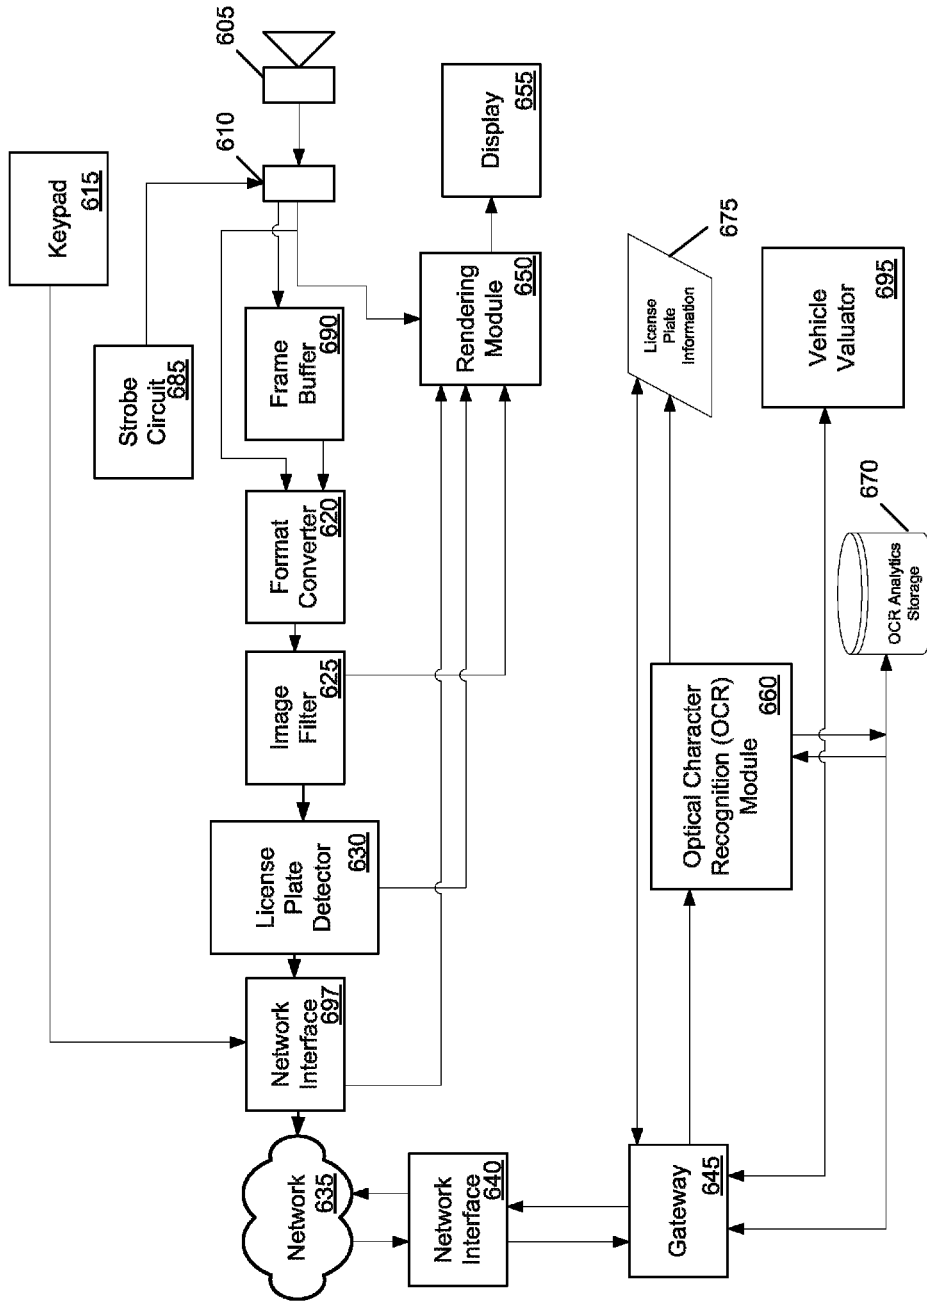 Keypad
615
605
Strobe
Circuit
685
610
Network
635
Network
Interface
697
License
Plate
Detector
630
Image
Filter
625
Format
Converter
620
Frame
Buffer
690
Network
Interface
640
Rendering
Module
650
Display
655
Gateway
645
Optical Character
Recognition (OCR)
Module
660
License
Plate
Information
675
OCR Analytics
Storage
670
Vehicle
Valuator
695